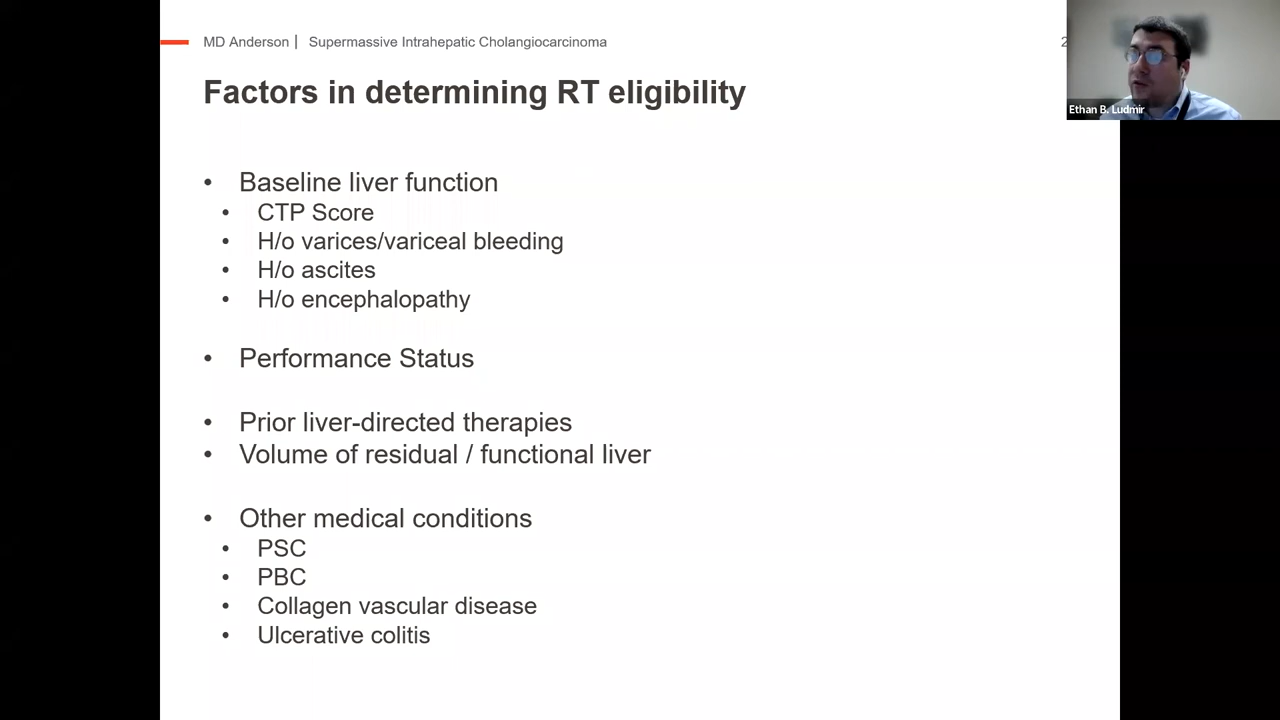 MD Anderson | Supermassive Intrahepatic Cholangiocarcinoma
2
Ethan B. Ludmir
Factors in determining RT eligibility
• Baseline liver function
• CTP Score
• H/o varices/variceal bleeding
• H/o ascites
• H/o encephalopathy
• Performance Status
• Prior liver-directed therapies
• Volume of residual / functional liver
• Other medical conditions
• PSC
• PBC
• Collagen vascular disease
• Ulcerative colitis